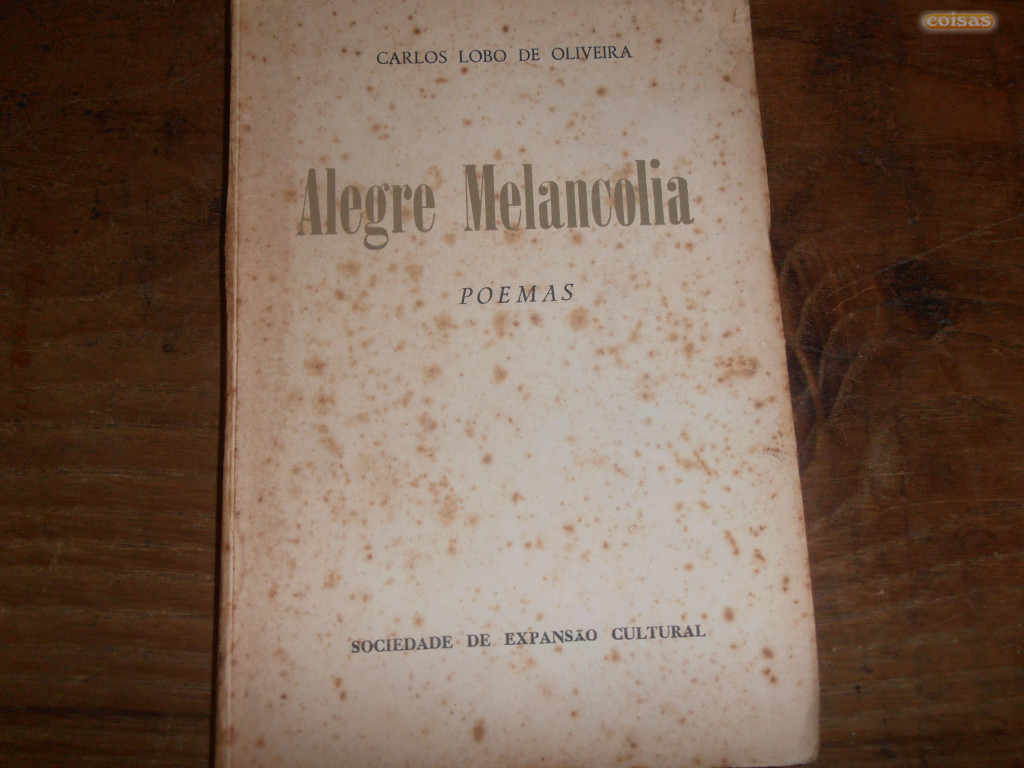 coisas
CARLOS LOBO DE OLIVEIRA
Alegre Melancolia
POEMAS
SOCIEDADE DE EXPANSÃO CULTURAL